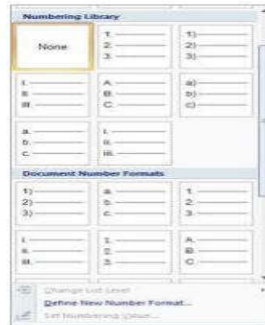 Numbering Library
None
1.
2.
3.
1)
2)
3)
I.
II.
III.
A.
B.
C.
a)
b)
c)
a.
b.
c.
i.
ii.
iii.
Document Number Formats
1)
2)
3)
a.
b.
c.
1.
2.
3.
i.
ii.
iii.
1.
2.
3.
A.
B.
C.
Change List Level
Define New Number Format...
Set Numbering Value...